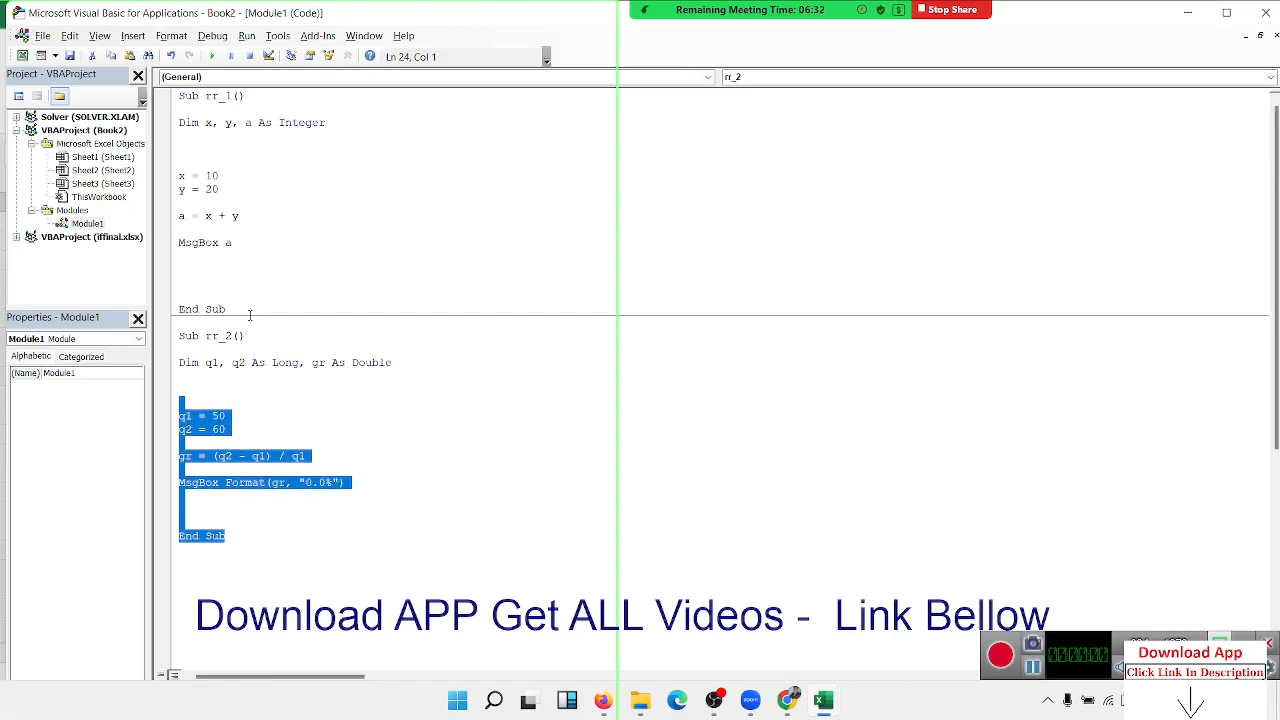 Microsoft Visual Basic for Applications - Book2 - [Module1 (Code)]
Remaining Meeting Time: 06:32
Stop Share
File Edit View Insert Format Debug Run Tools Add-Ins Window Help
Ln 24, Col 1
Project - VBAProject
(General)
rr_2
Solver (SOLVER.XLAM)
VBAProject (Book2)
Microsoft Excel Objects
Sheet1 (Sheet1)
Sheet2 (Sheet2)
Sheet3 (Sheet3)
ThisWorkbook
Modules
Module1
VBAProject (iffinal.xlsx)
Properties - Module1
Module1 Module
Alphabetic Categorized
(Name) Module1
Sub rr_1()
Dim x, y, a As Integer
x = 10
y = 20
a = x + y
MsgBox a
End Sub
Sub rr_2()
Dim q1, q2 As Long, gr As Double
q1 = 50
q2 = 60
gr = (q2 - q1) / q1
MsgBox Format(gr, "0.0%")
End Sub
Download APP Get ALL Videos - Link Bellow
Download App
Click Link In Description
zoom